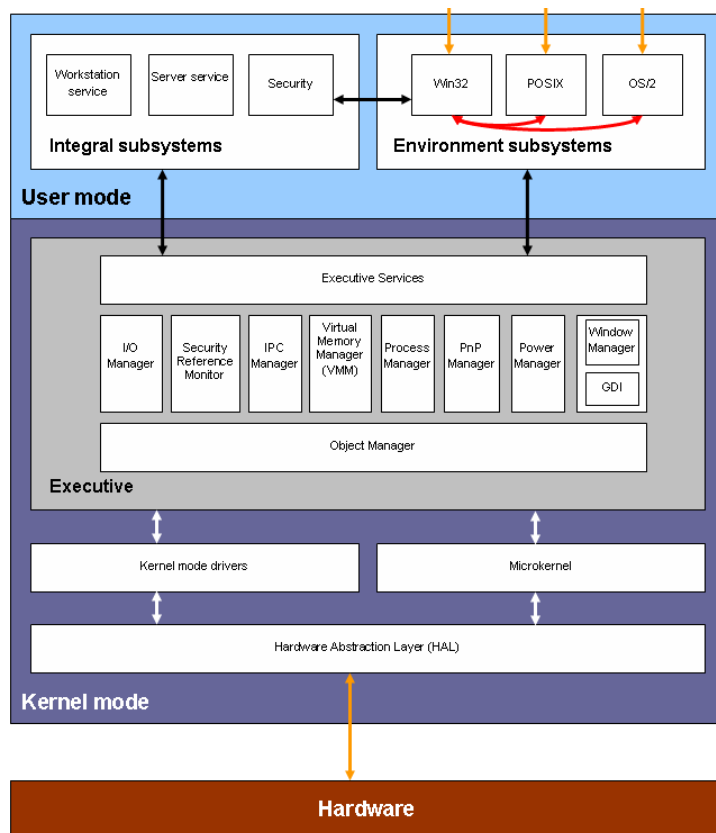 Workstation
service
Server service
Security
Win32
POSIX
OS/2
Integral subsystems
Environment subsystems
User mode
Executive Services
I/O
Manager
Security
Reference
Monitor
IPC
Manager
Virtual
Memory
Manager
(VMM)
Process
Manager
PnP
Manager
Power
Manager
Window
Manager
GDI
Object Manager
Executive
Kernel mode drivers
Microkernel
Hardware Abstraction Layer (HAL)
Kernel mode
Hardware